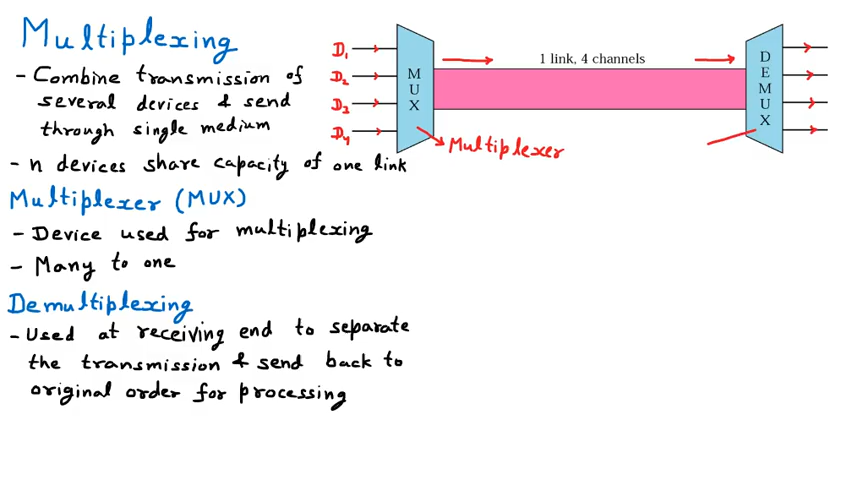 Multiplexing
- Combine transmission of
several devices & send
through single medium
- n devices share capacity of one link
Multiplexer (MUX)
- Device used for multiplexing
- Many to one
Demultiplexing
- Used at receiving end to separate
the transmission & send back to
original order for processing
D1
D2
D3
D4
MUX
1 link, 4 channels
DEMUX
Multiplexer